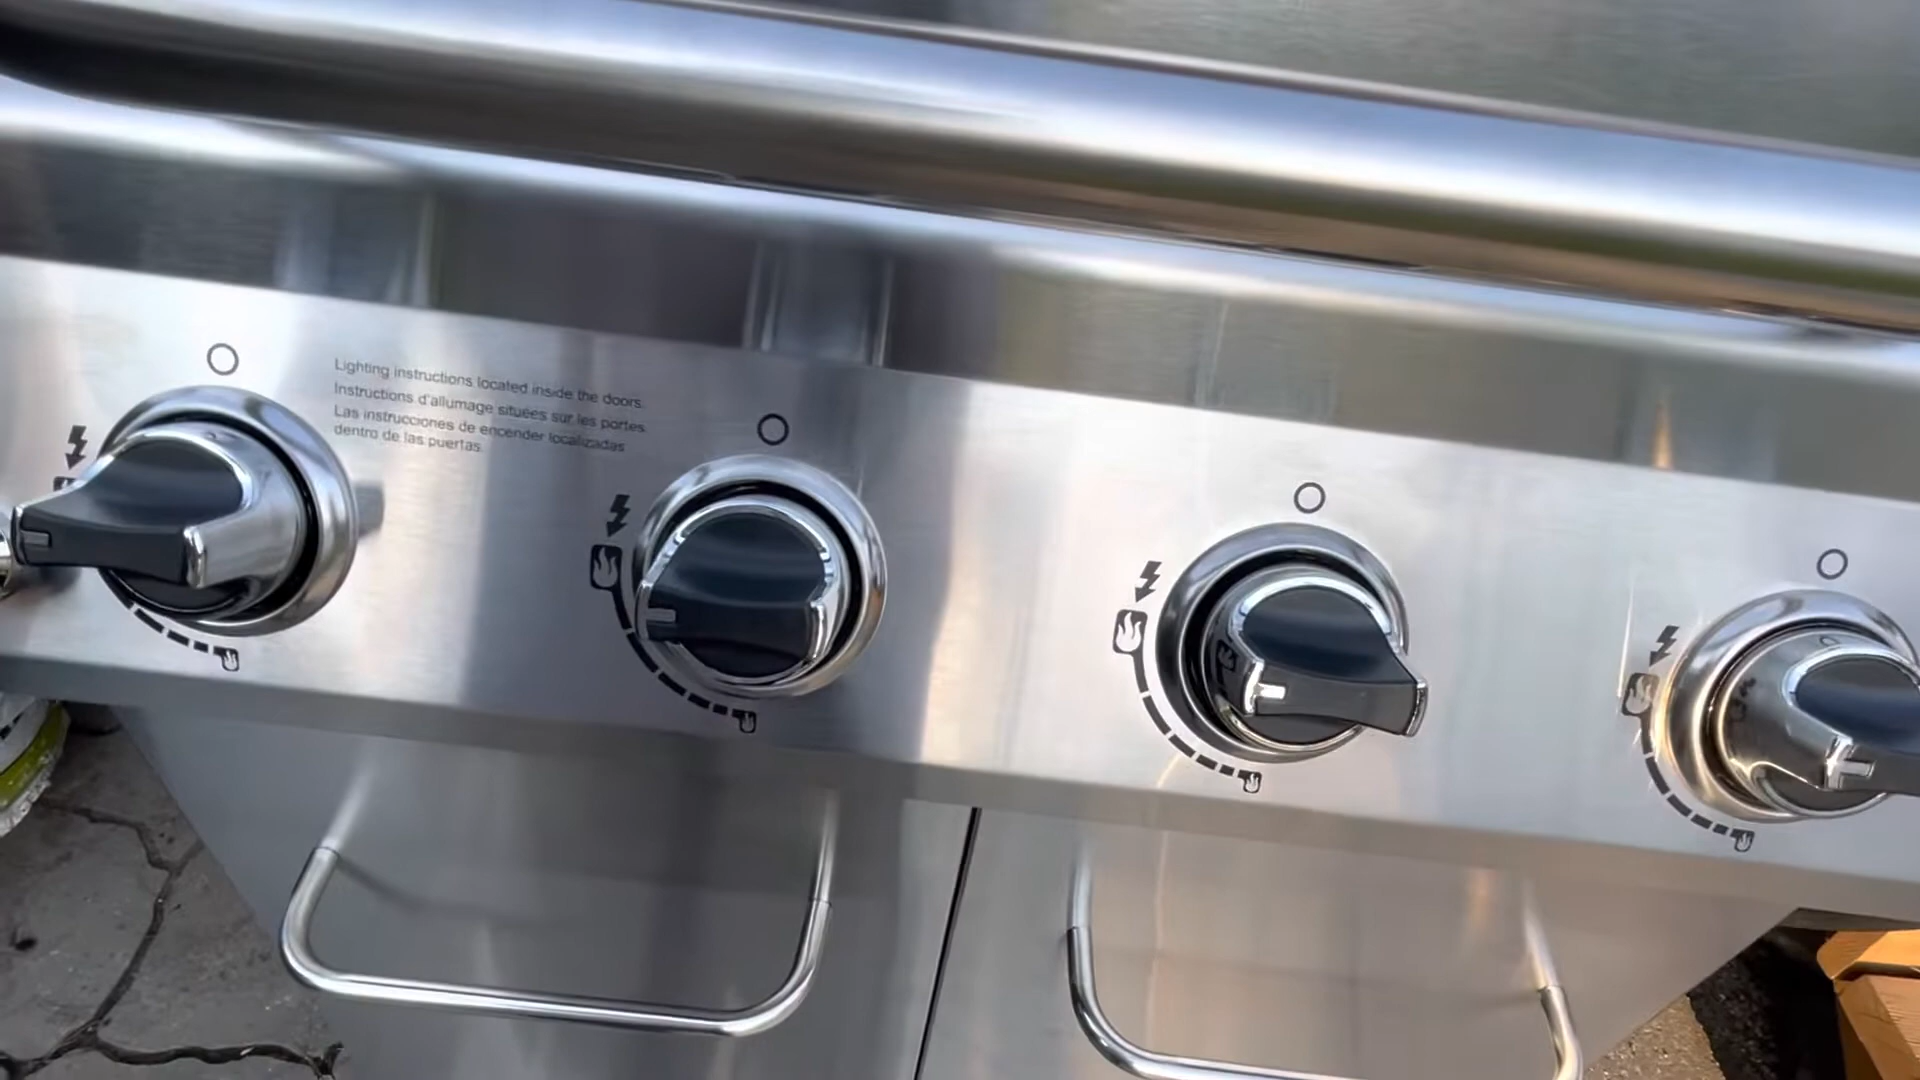 Lighting instructions located inside the doors.
Instructions d'allumage situées sur les portes.
Las instrucciones de encender localizadas
dentro de las puertas.